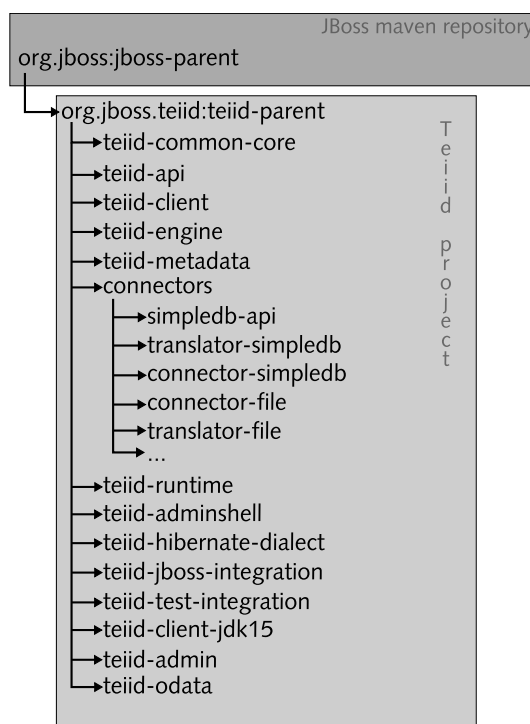 JBoss maven repository
org.jboss:jboss-parent
org.jboss.teiid:teiid-parent
Teiid project
teiid-common-core
teiid-api
teiid-client
teiid-engine
teiid-metadata
connectors
simpledb-api
translator-simpledb
connector-simpledb
connector-file
translator-file
...
teiid-runtime
teiid-adminshell
teiid-hibernate-dialect
teiid-jboss-integration
teiid-test-integration
teiid-client-jdk15
teiid-admin
teiid-odata